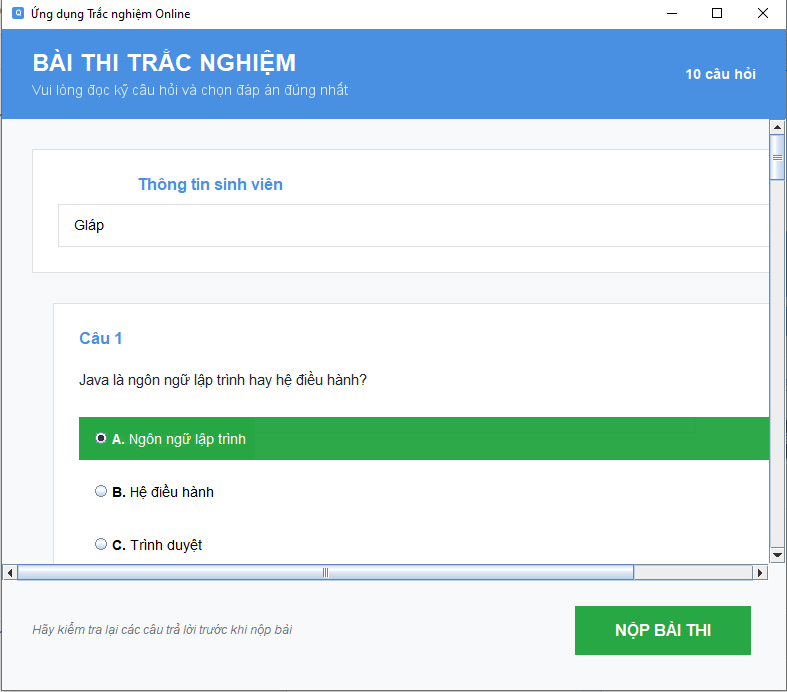 Ứng dụng Trắc nghiệm Online
BÀI THI TRẮC NGHIỆM
Vui lòng đọc kỹ câu hỏi và chọn đáp án đúng nhất
10 câu hỏi
Thông tin sinh viên
Gláp
Câu 1
Java là ngôn ngữ lập trình hay hệ điều hành?
A. Ngôn ngữ lập trình
B. Hệ điều hành
C. Trình duyệt
Hãy kiểm tra lại các câu trả lời trước khi nộp bài
NỘP BÀI THI